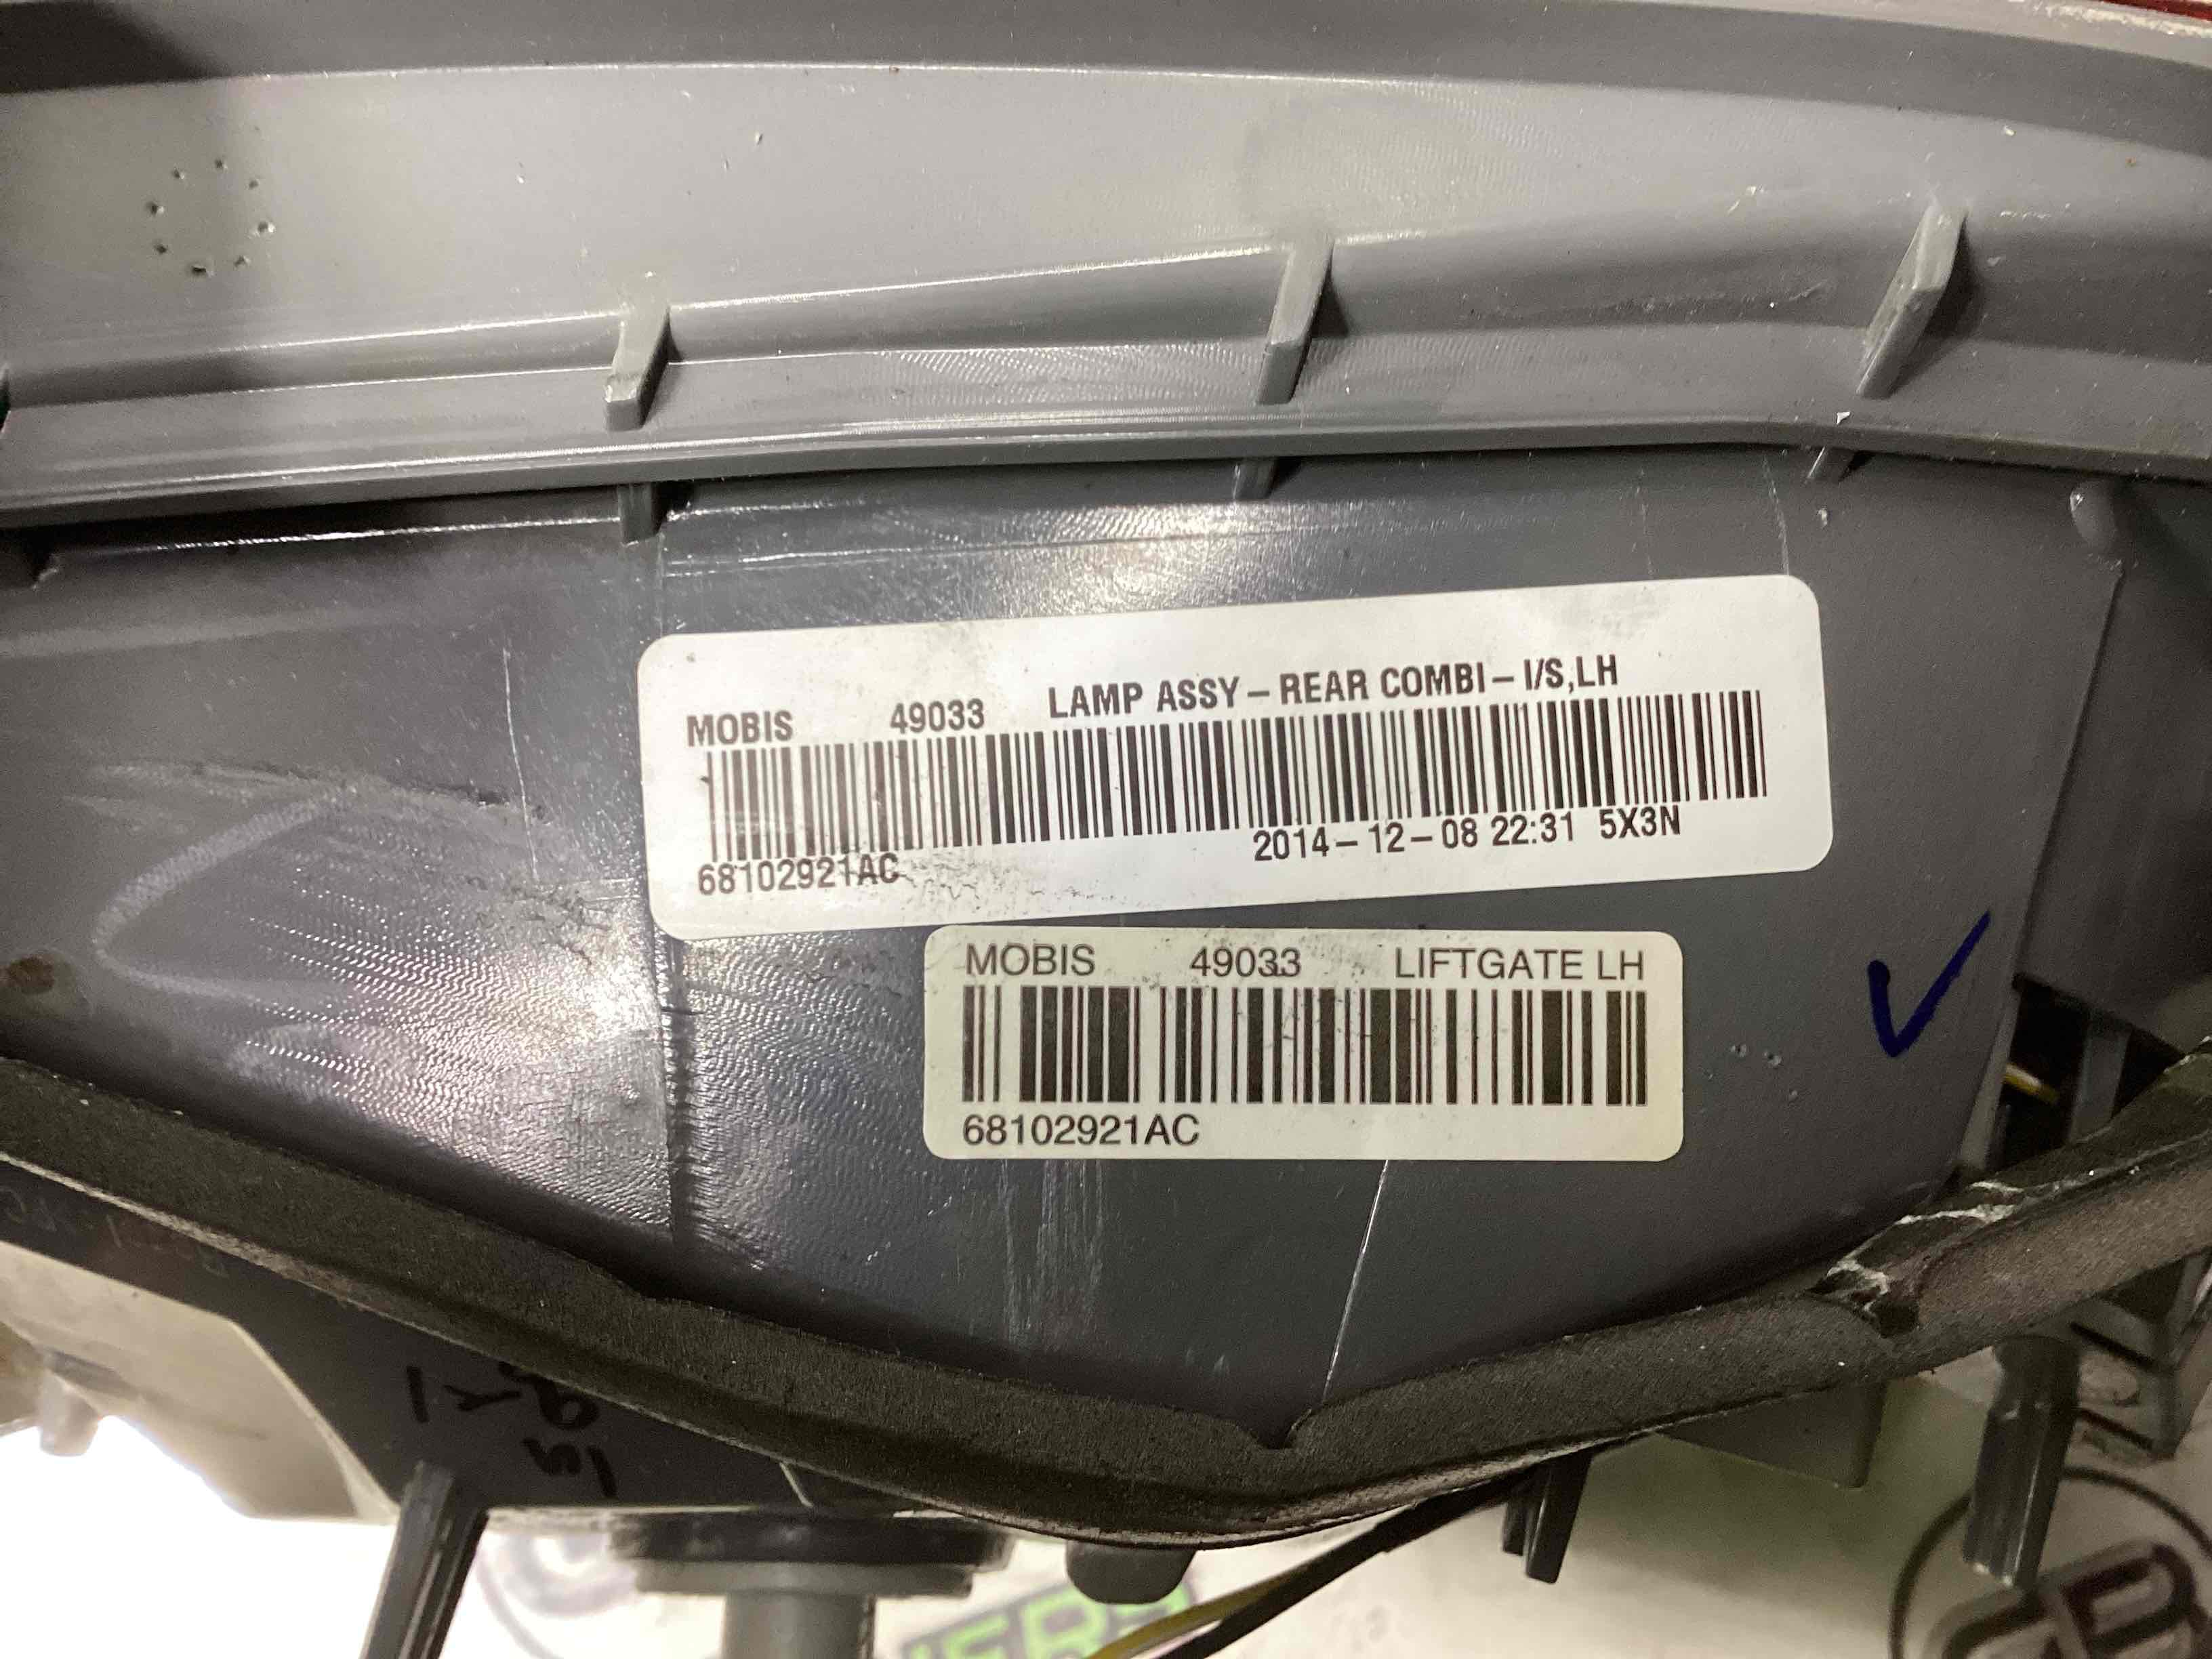 MOBIS 49033 LAMP ASSY-REAR COMBI-I/S,LH
68102921AC 2014-12-08 22:31 5X3N
MOBIS 49033 LIFTGATE LH
68102921AC